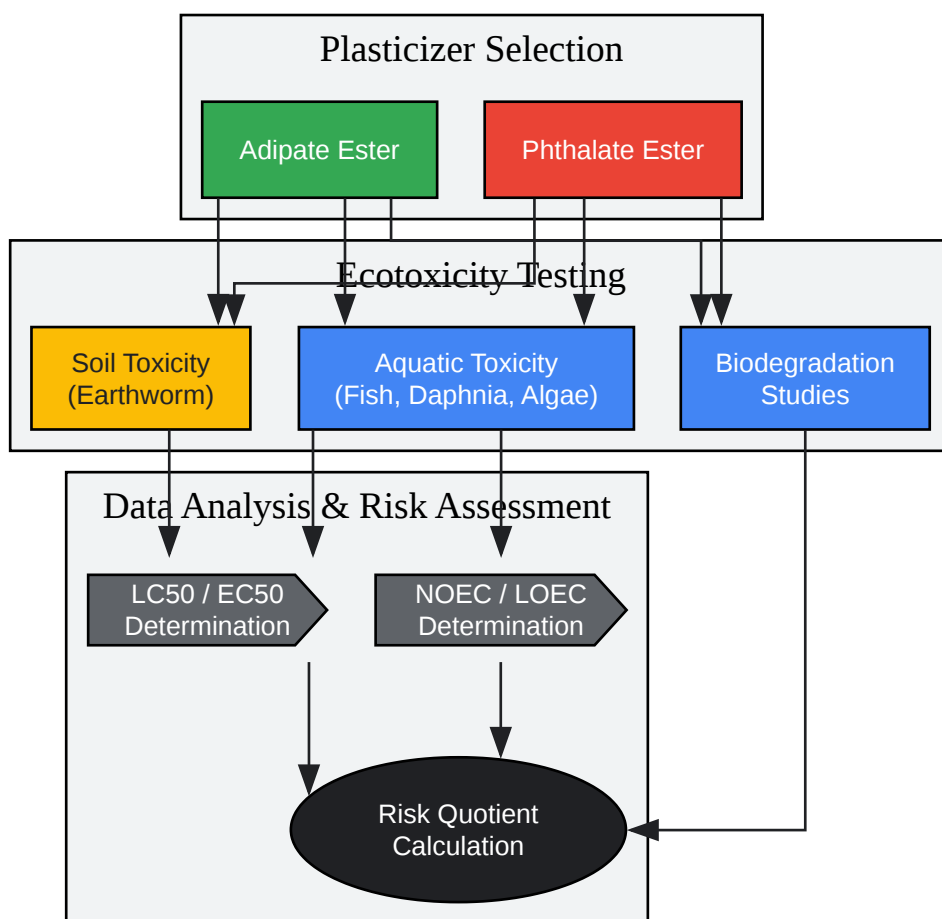 Plasticizer Selection
Adipate Ester
Phthalate Ester
Ecotoxicity Testing
Soil Toxicity
(Earthworm)
Aquatic Toxicity
(Fish, Daphnia, Algae)
Biodegradation
Studies
Data Analysis & Risk Assessment
LC50 / EC50
Determination
NOEC / LOEC
Determination
Risk Quotient
Calculation